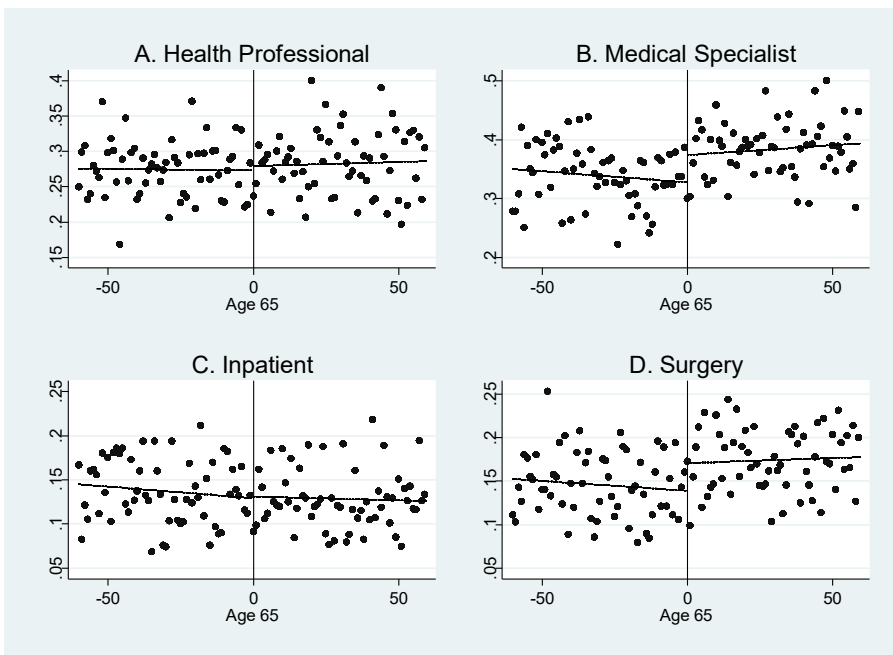 A. Health Professional
.4
.35
.3
.25
.2
.15
-50 0 50
Age 65
B. Medical Specialist
.5
.4
.3
.2
-50 0 50
Age 65
C. Inpatient
.25
.2
.15
.1
.05
-50 0 50
Age 65
D. Surgery
.25
.2
.15
.1
.05
-50 0 50
Age 65